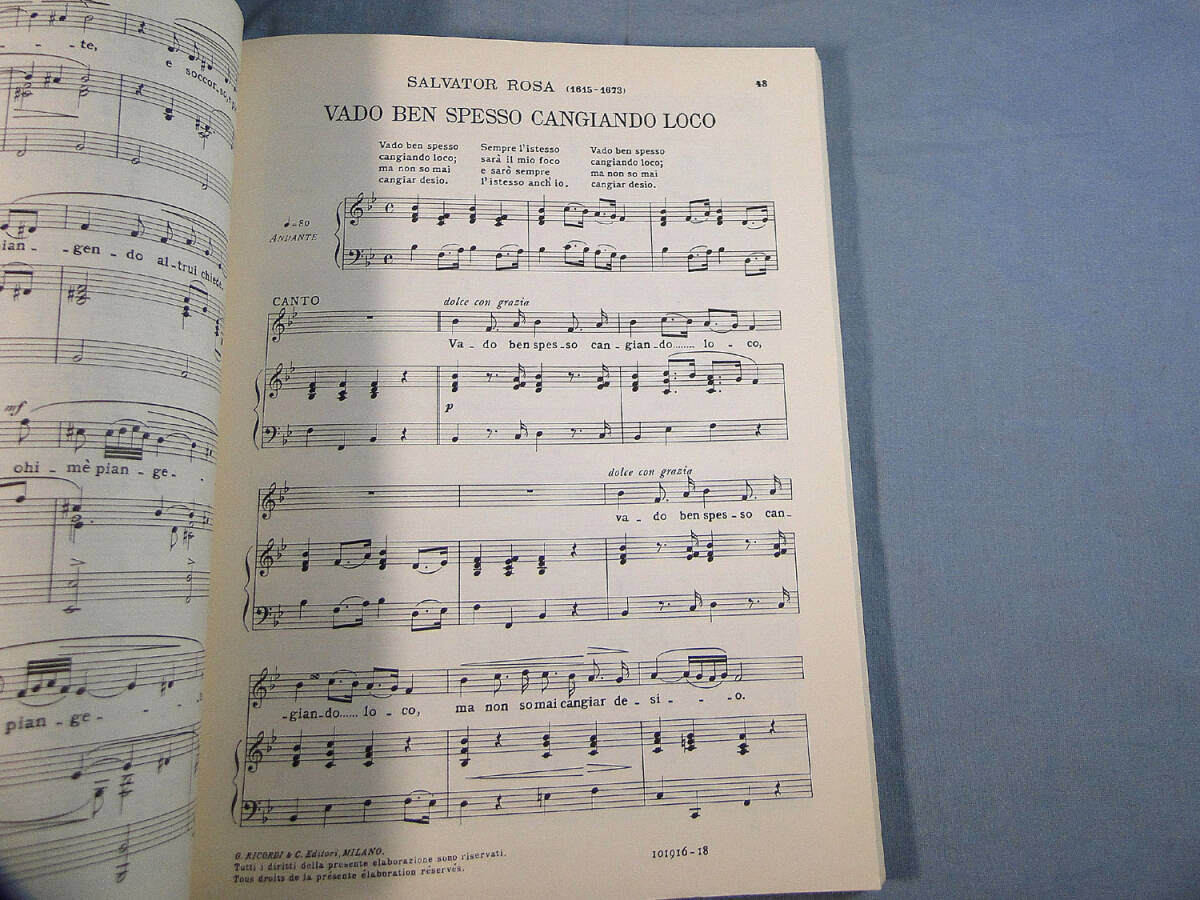 te,
e soccorso,
pian - gen - do al - trui chiede
mf
ohi - mè pian - ge -
pian - ge -
SALVATOR ROSA (1615-1673)
48
VADO BEN SPESSO CANGIANDO LOCO
Vado ben spesso
cangiando loco;
ma non so mai
cangiar desio.
Sempre l'istesso
sarà il mio foco
e sarò sempre
l'istesso anch'io.
Vado ben spesso
cangiando loco;
ma non so mai
cangiar desio.
♩=80
ANDANTE
CANTO
dolce con grazia
Va - do ben spes - so can - gian - do........ lo - co,
p
dolce con grazia
va - do ben spes - so can-
-gian - do...... lo - co, ma non so mai cangiar de - si - - - o.
G. RICORDI & C. Editori, MILANO.
Tutti i diritti della presente elaborazione sono riservati.
Tous droits de la présente élaboration réservés.
101916-18